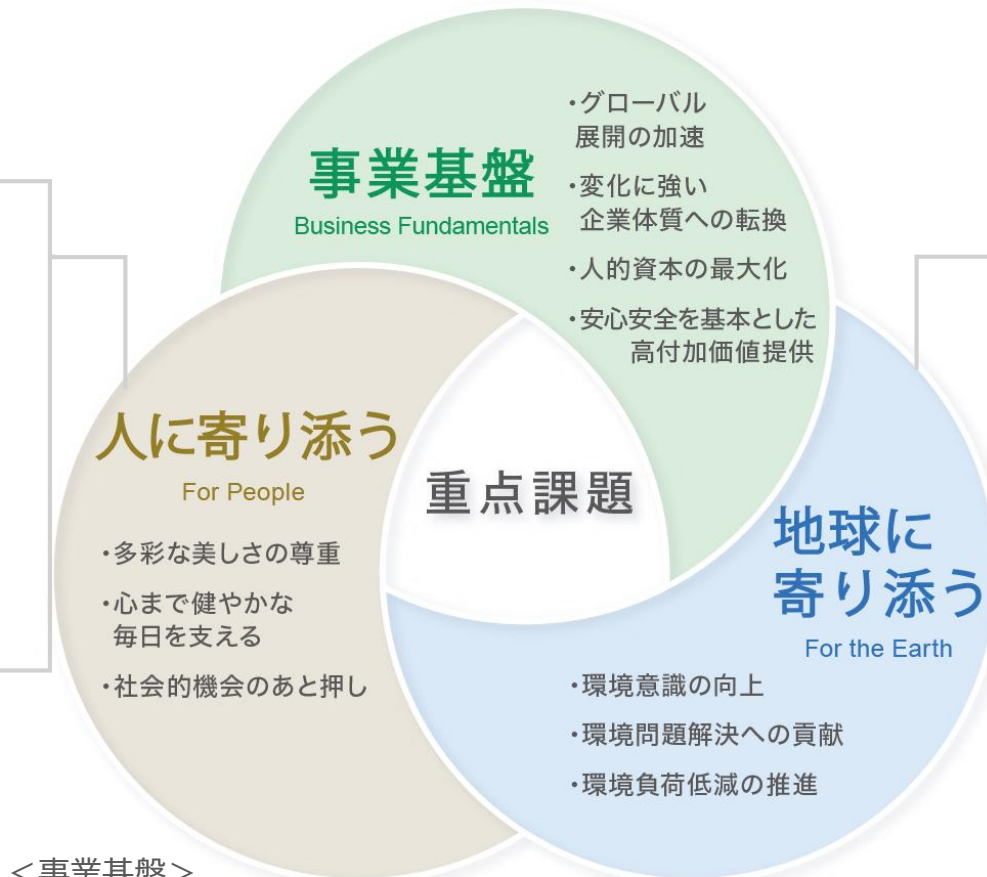 事業基盤
Business Fundamentals
・グローバル
展開の加速
・変化に強い
企業体質への転換
・人的資本の最大化
・安心安全を基本とした
高付加価値提供
人に寄り添う
For People
・多彩な美しさの尊重
・心まで健やかな
毎日を支える
・社会的機会のあと押し
重点課題
地球に
寄り添う
For the Earth
・環境意識の向上
・環境問題解決への貢献
・環境負荷低減の推進
＜事業基盤＞